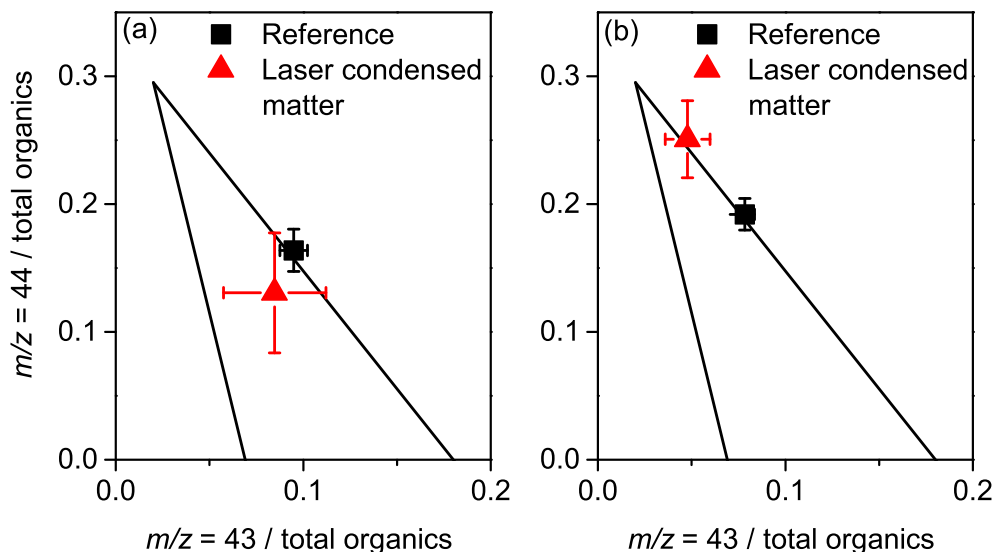 (a)
Reference
Laser condensed
matter
0.3
0.2
0.1
0.0
0.0
0.1
0.2
m/z = 44 / total organics
m/z = 43 / total organics
(b)
Reference
Laser condensed
matter
0.3
0.2
0.1
0.0
0.0
0.1
0.2
m/z = 43 / total organics